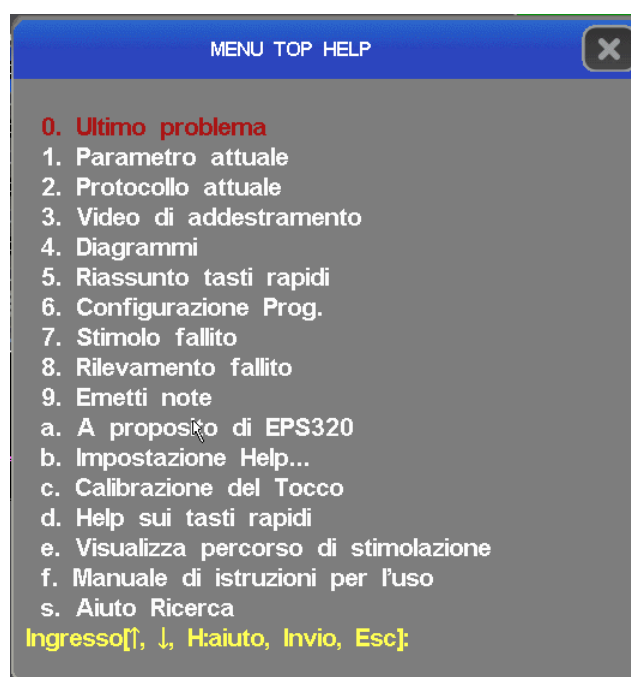 MENU TOP HELP
0. Ultimo problema
1. Parametro attuale
2. Protocollo attuale
3. Video di addestramento
4. Diagrammi
5. Riassunto tasti rapidi
6. Configurazione Prog.
7. Stimolo fallito
8. Rilevamento fallito
9. Emetti note
a. A proposito di EPS320
b. Impostazione Help...
c. Calibrazione del Tocco
d. Help sui tasti rapidi
e. Visualizza percorso di stimolazione
f. Manuale di istruzioni per l'uso
s. Aiuto Ricerca
Ingresso[↑, ↓, H:aiuto, Invio, Esc]: